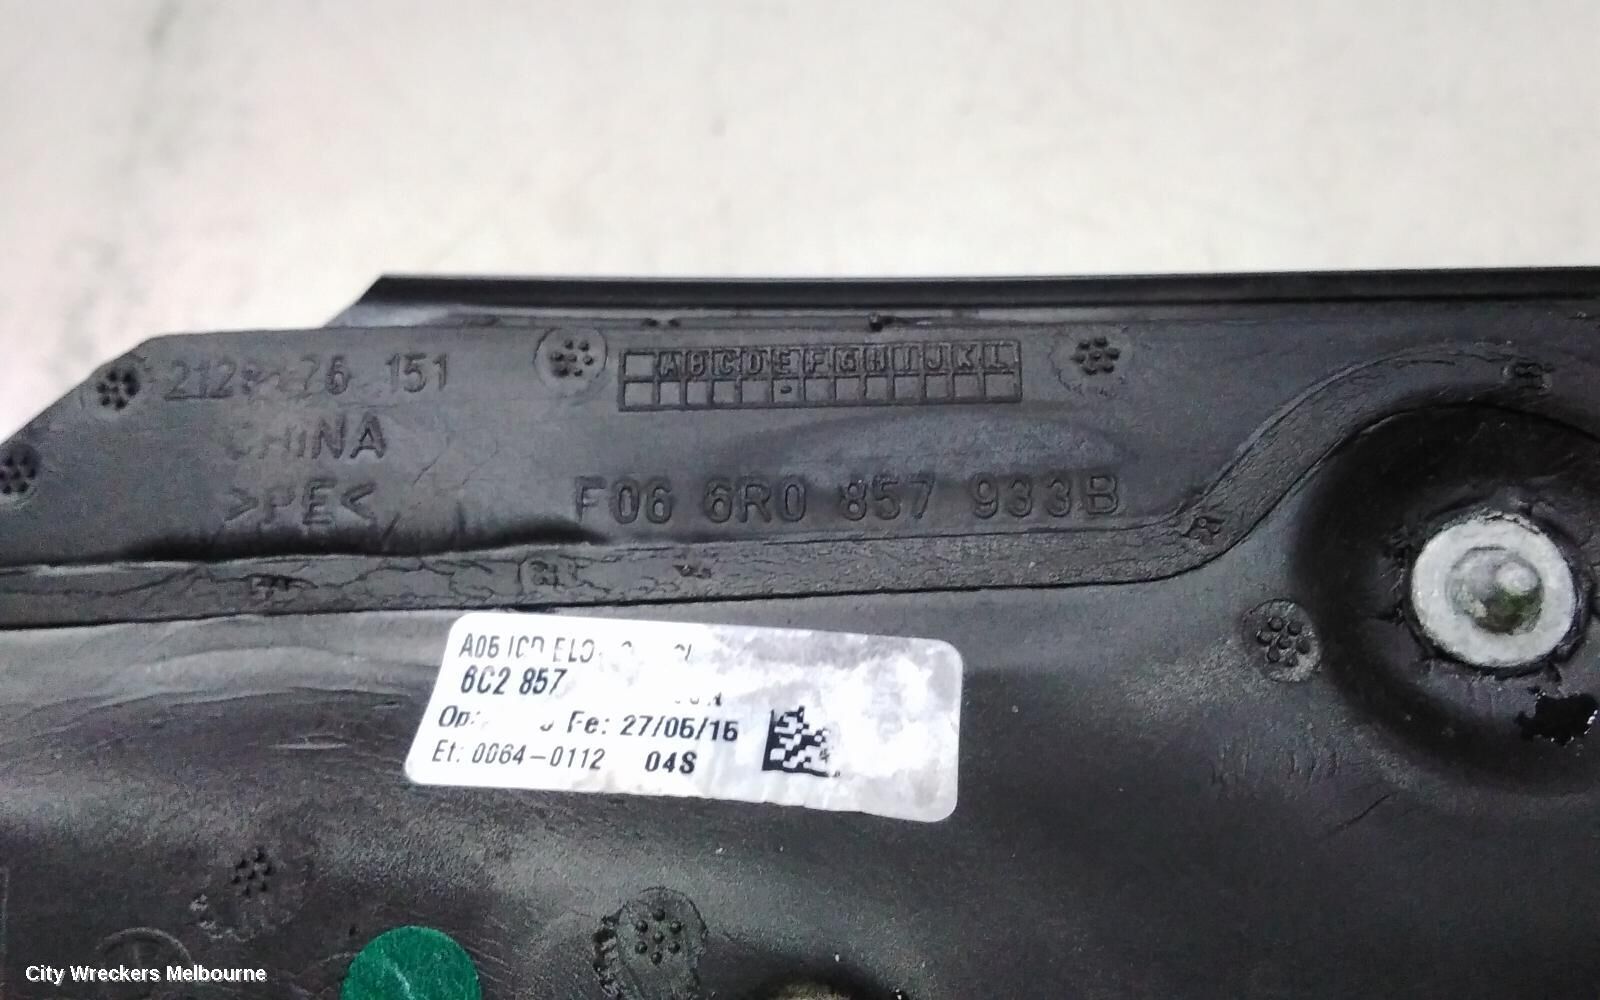 151
CHINA
>PE<
A B C D E F G H I J K L
F06 6R0 857 933B
A05
6C2 857
Fe: 27/05/15
Et: 0064-0112 04S
City Wreckers Melbourne